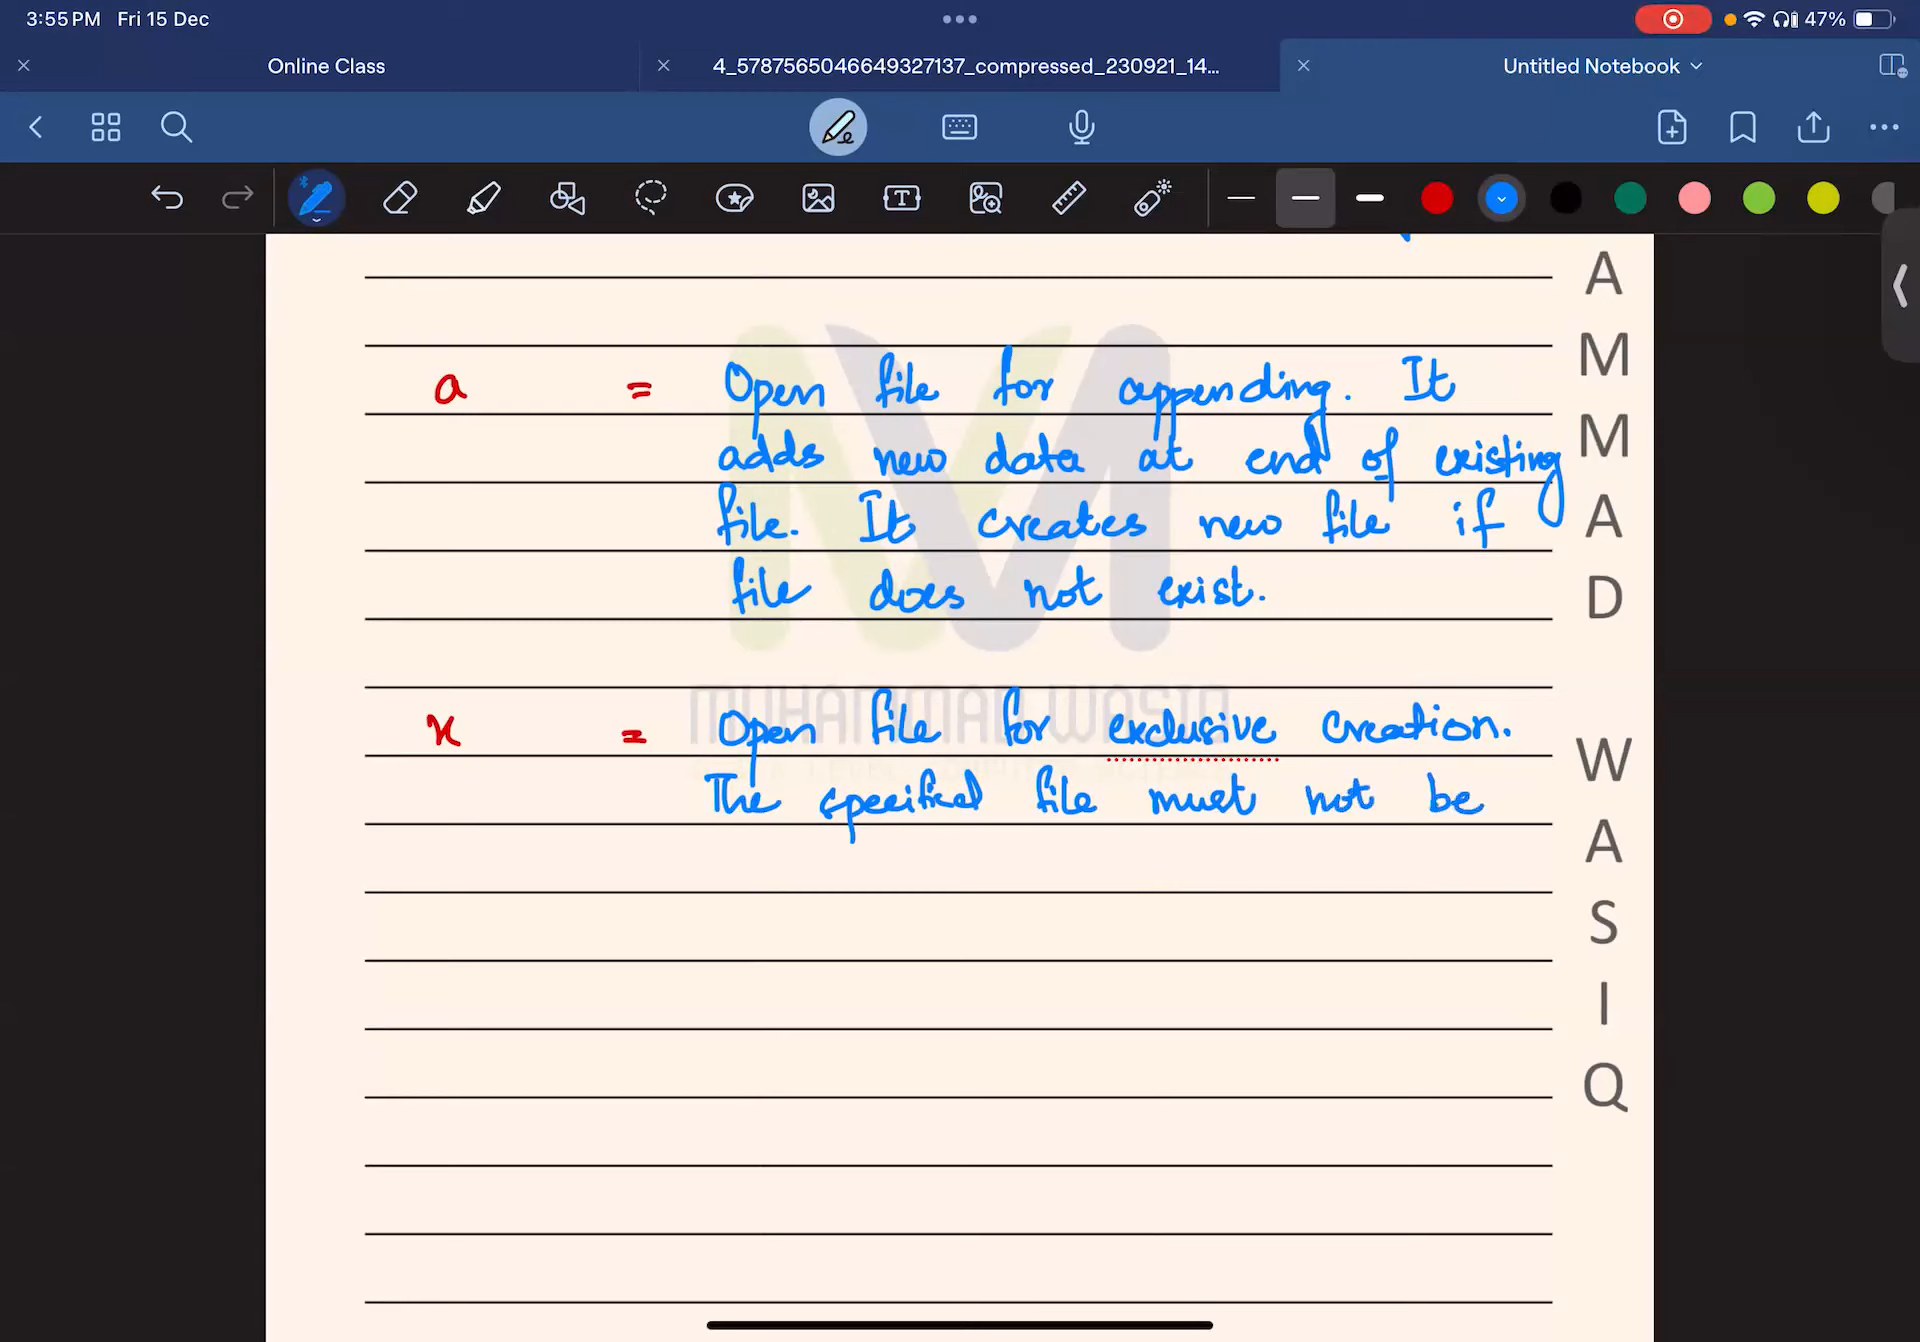 3:55 PM Fri 15 Dec
47%
Online Class
4_5787565046649327137_compressed_230921_14...
Untitled Notebook
a = Open file for appending. It
adds new data at end of existing
file. It creates new file if
file does not exist.
x = Open file for exclusive creation.
The specified file must not be
MUHAMMAD WASIQ
A
M
M
A
D
W
A
S
I
Q